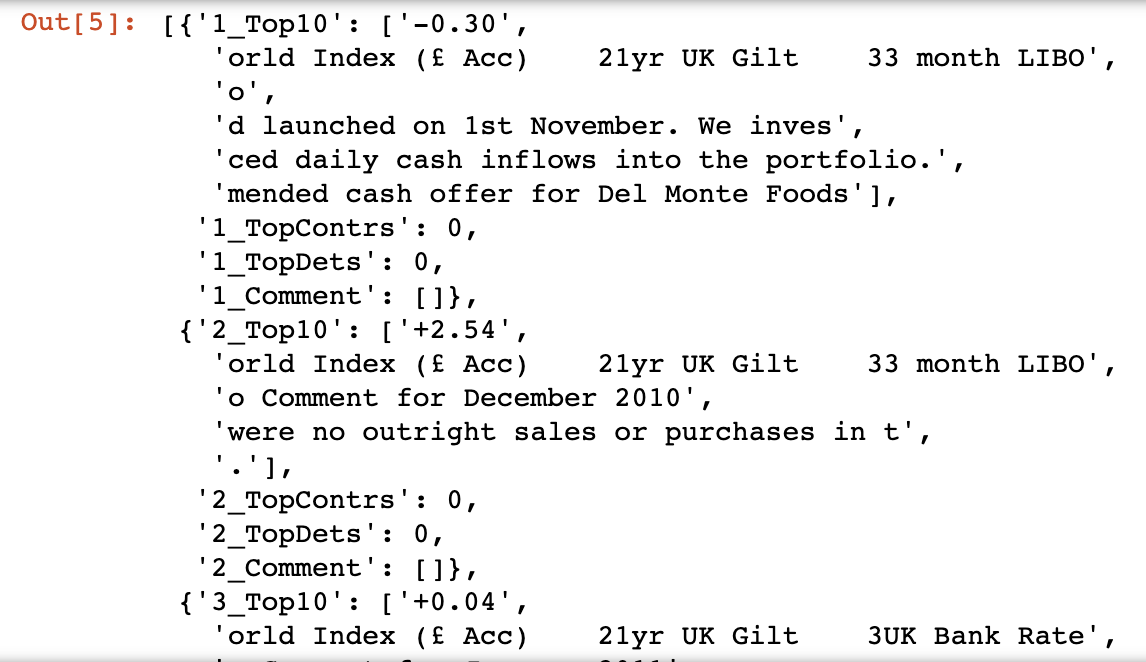 Out[5]: [{'1_Top10': ['-0.30',
'orld Index (£ Acc)    21yr UK Gilt    33 month LIBO',
'o',
'd launched on 1st November. We inves',
'ced daily cash inflows into the portfolio.',
'mended cash offer for Del Monte Foods'],
'1_TopContrs': 0,
'1_TopDets': 0,
'1_Comment': []},
{'2_Top10': ['+2.54',
'orld Index (£ Acc)    21yr UK Gilt    33 month LIBO',
'o Comment for December 2010',
'were no outright sales or purchases in t',
'.'],
'2_TopContrs': 0,
'2_TopDets': 0,
'2_Comment': []},
{'3_Top10': ['+0.04',
'orld Index (£ Acc)    21yr UK Gilt    3UK Bank Rate',